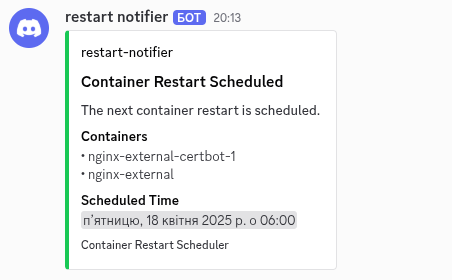 restart notifier БОТ 20:13
restart-notifier
Container Restart Scheduled
The next container restart is scheduled.
Containers
• nginx-external-certbot-1
• nginx-external
Scheduled Time
п’ятницю, 18 квітня 2025 р. о 06:00
Container Restart Scheduler